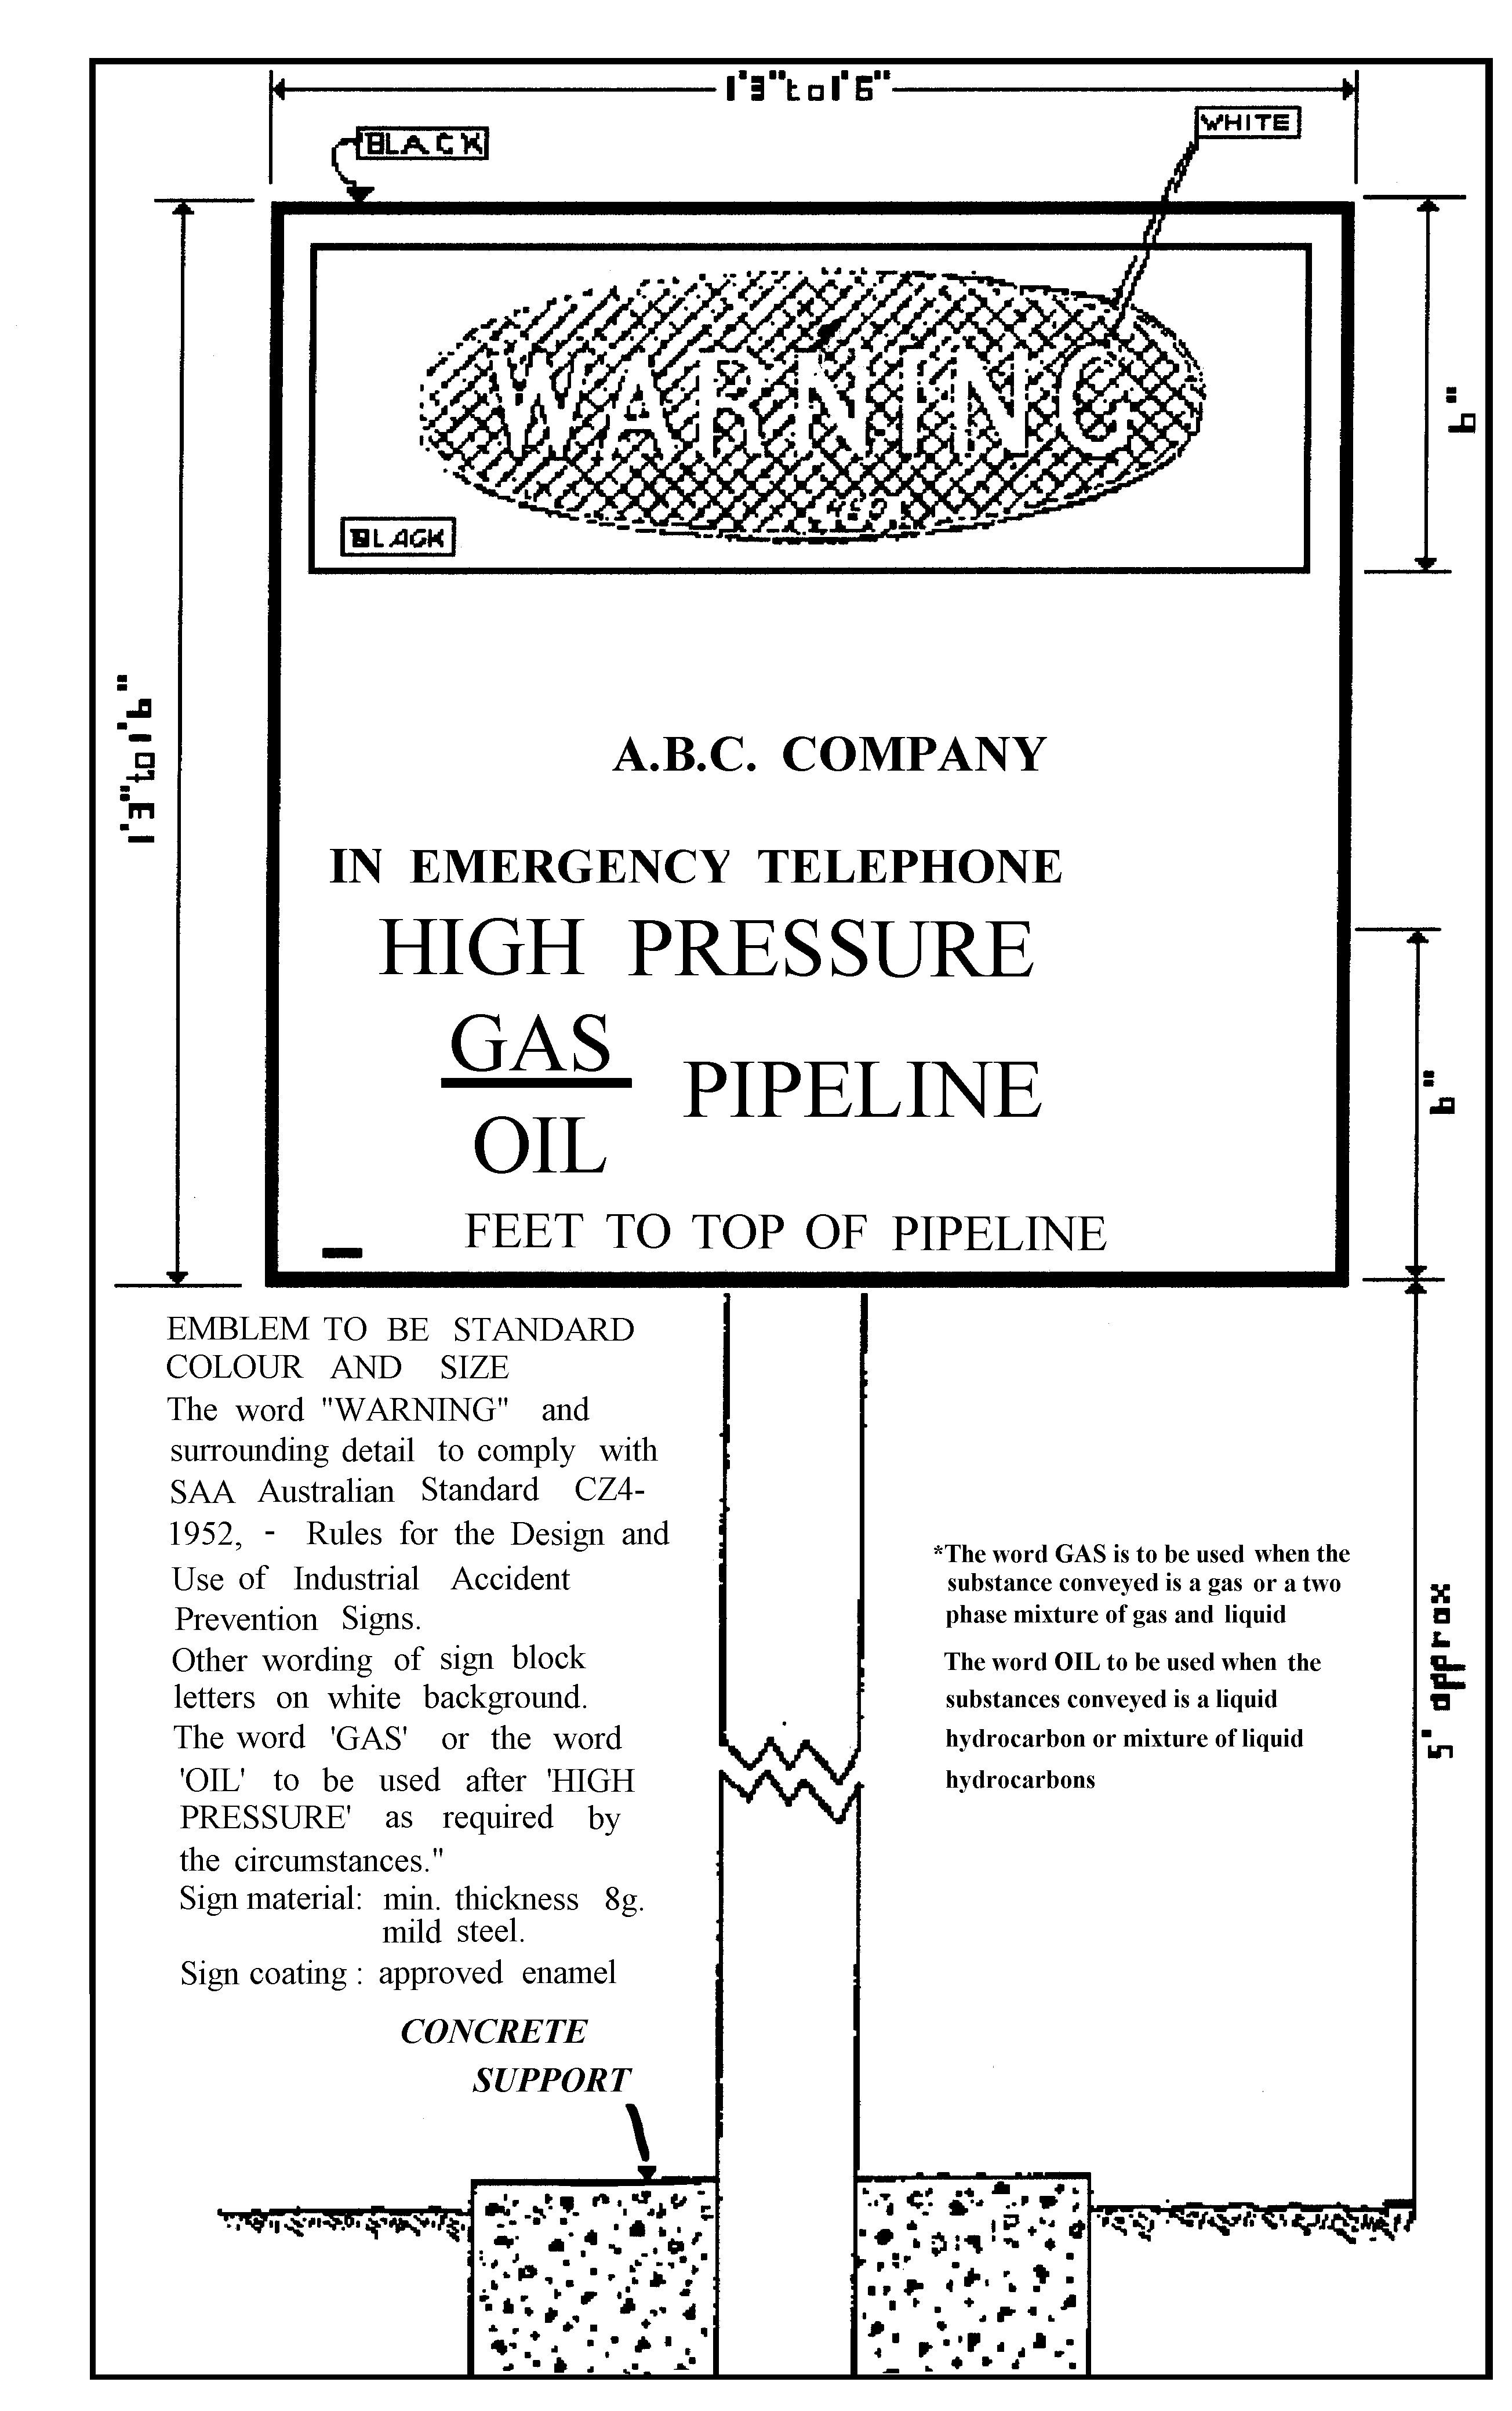 1'3" to 1'6"
BLACK
WHITE
WARNING
RED
BLACK
6"
1'3" to 1'6"
A.B.C. COMPANY
IN EMERGENCY TELEPHONE
HIGH PRESSURE
GAS
PIPELINE
OIL
6"
FEET TO TOP OF PIPELINE
EMBLEM TO BE STANDARD
COLOUR AND SIZE
The word "WARNING" and
surrounding detail to comply with
SAA Australian Standard CZ4-
1952, - Rules for the Design and
Use of Industrial Accident
Prevention Signs.
Other wording of sign block
letters on white background.
The word 'GAS' or the word
'OIL' to be used after 'HIGH
PRESSURE' as required by
the circumstances."
Sign material: min. thickness 8g.
mild steel.
Sign coating : approved enamel
*The word GAS is to be used when the
substance conveyed is a gas or a two
phase mixture of gas and liquid
The word OIL to be used when the
substances conveyed is a liquid
hydrocarbon or mixture of liquid
hydrocarbons
5' approx
CONCRETE
SUPPORT